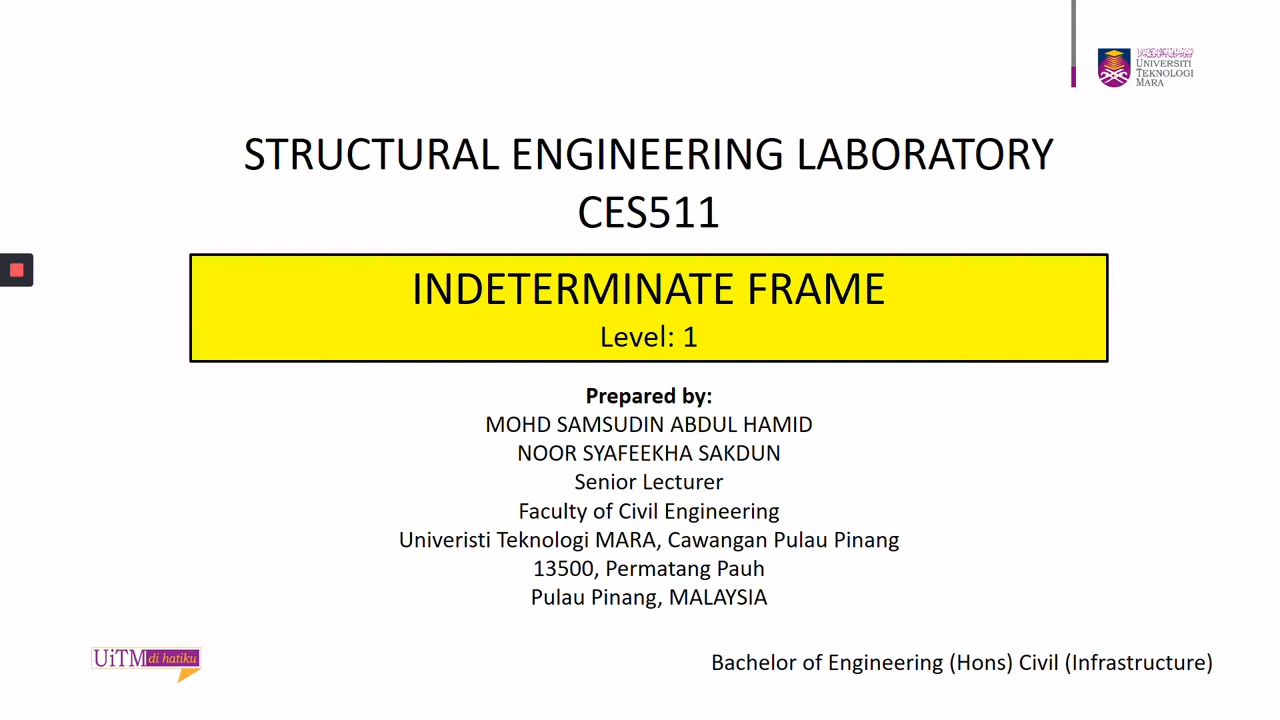 UNIVERSITI
TEKNOLOGI
MARA
STRUCTURAL ENGINEERING LABORATORY
CES511
INDETERMINATE FRAME
Level: 1
Prepared by:
MOHD SAMSUDIN ABDUL HAMID
NOOR SYAFEEKHA SAKDUN
Senior Lecturer
Faculty of Civil Engineering
Univeristi Teknologi MARA, Cawangan Pulau Pinang
13500, Permatang Pauh
Pulau Pinang, MALAYSIA
UiTM di hatiku
Bachelor of Engineering (Hons) Civil (Infrastructure)